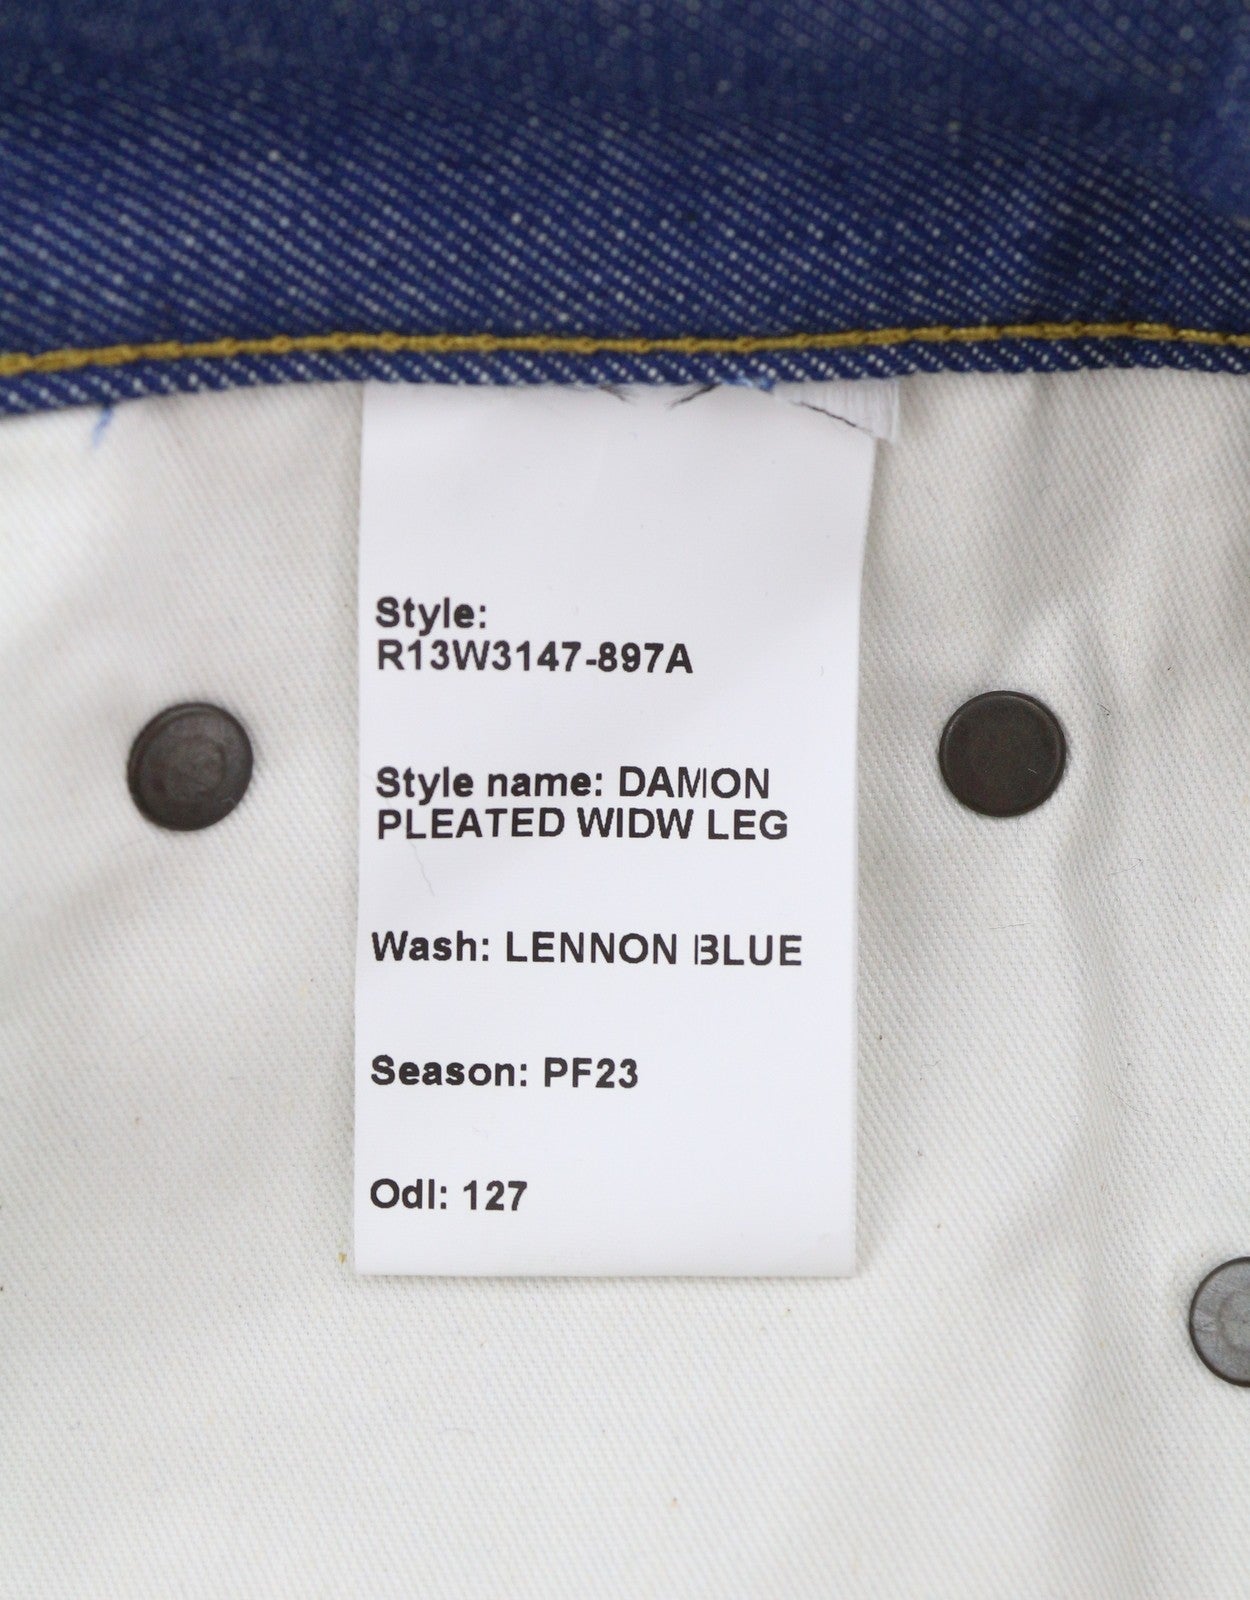 Style:
R13W3147-897A
Style name: DAMON
PLEATED WIDW LEG
Wash: LENNON BLUE
Season: PF23
Odl: 127